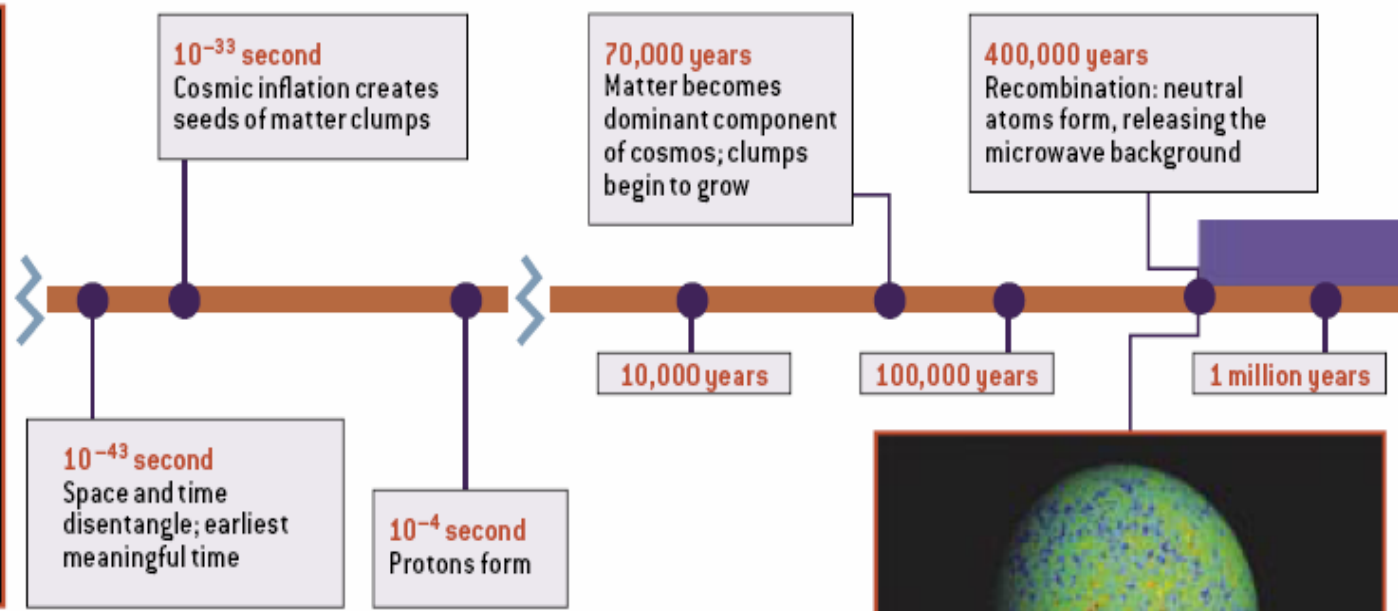 10⁻³³ second
Cosmic inflation creates
seeds of matter clumps
70,000 years
Matter becomes
dominant component
of cosmos; clumps
begin to grow
400,000 years
Recombination: neutral
atoms form, releasing the
microwave background
10,000 years
100,000 years
1 million years
10⁻⁴³ second
Space and time
disentangle; earliest
meaningful time
10⁻⁴ second
Protons form